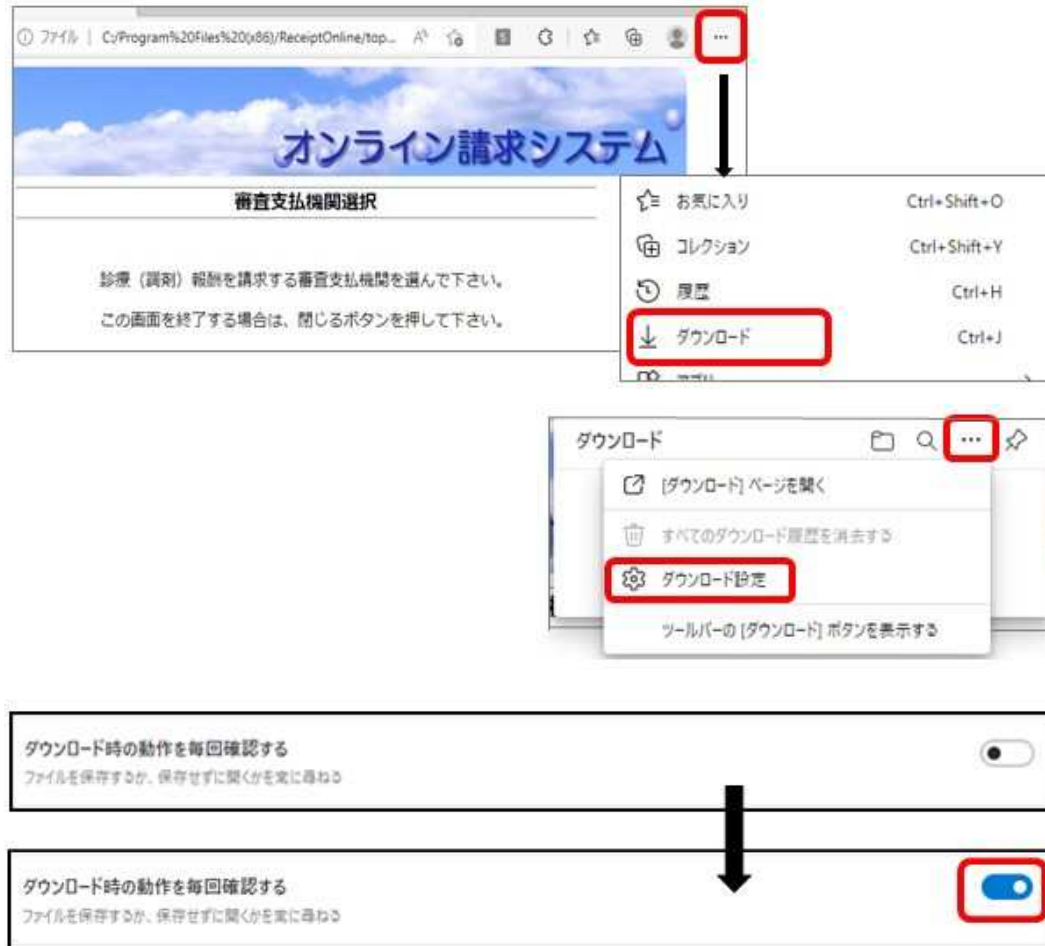 ファイル | C:/Program%20Files%20(x86)/ReceiptOnline/top...
オンライン請求システム
審査支払機関選択
診療（調剤）報酬を請求する審査支払機関を選んで下さい。
この画面を終了する場合は、閉じるボタンを押して下さい。
お気に入り Ctrl+Shift+O
コレクション Ctrl+Shift+Y
履歴 Ctrl+H
ダウンロード Ctrl+J
ダウンロード
[ダウンロード] ページを開く
すべてのダウンロード履歴を消去する
ダウンロード設定
ツールバーの [ダウンロード] ボタンを表示する
ダウンロード時の動作を毎回確認する
ファイルを保存するか、保存せずに開くかを常に尋ねる
ダウンロード時の動作を毎回確認する
ファイルを保存するか、保存せずに開くかを常に尋ねる